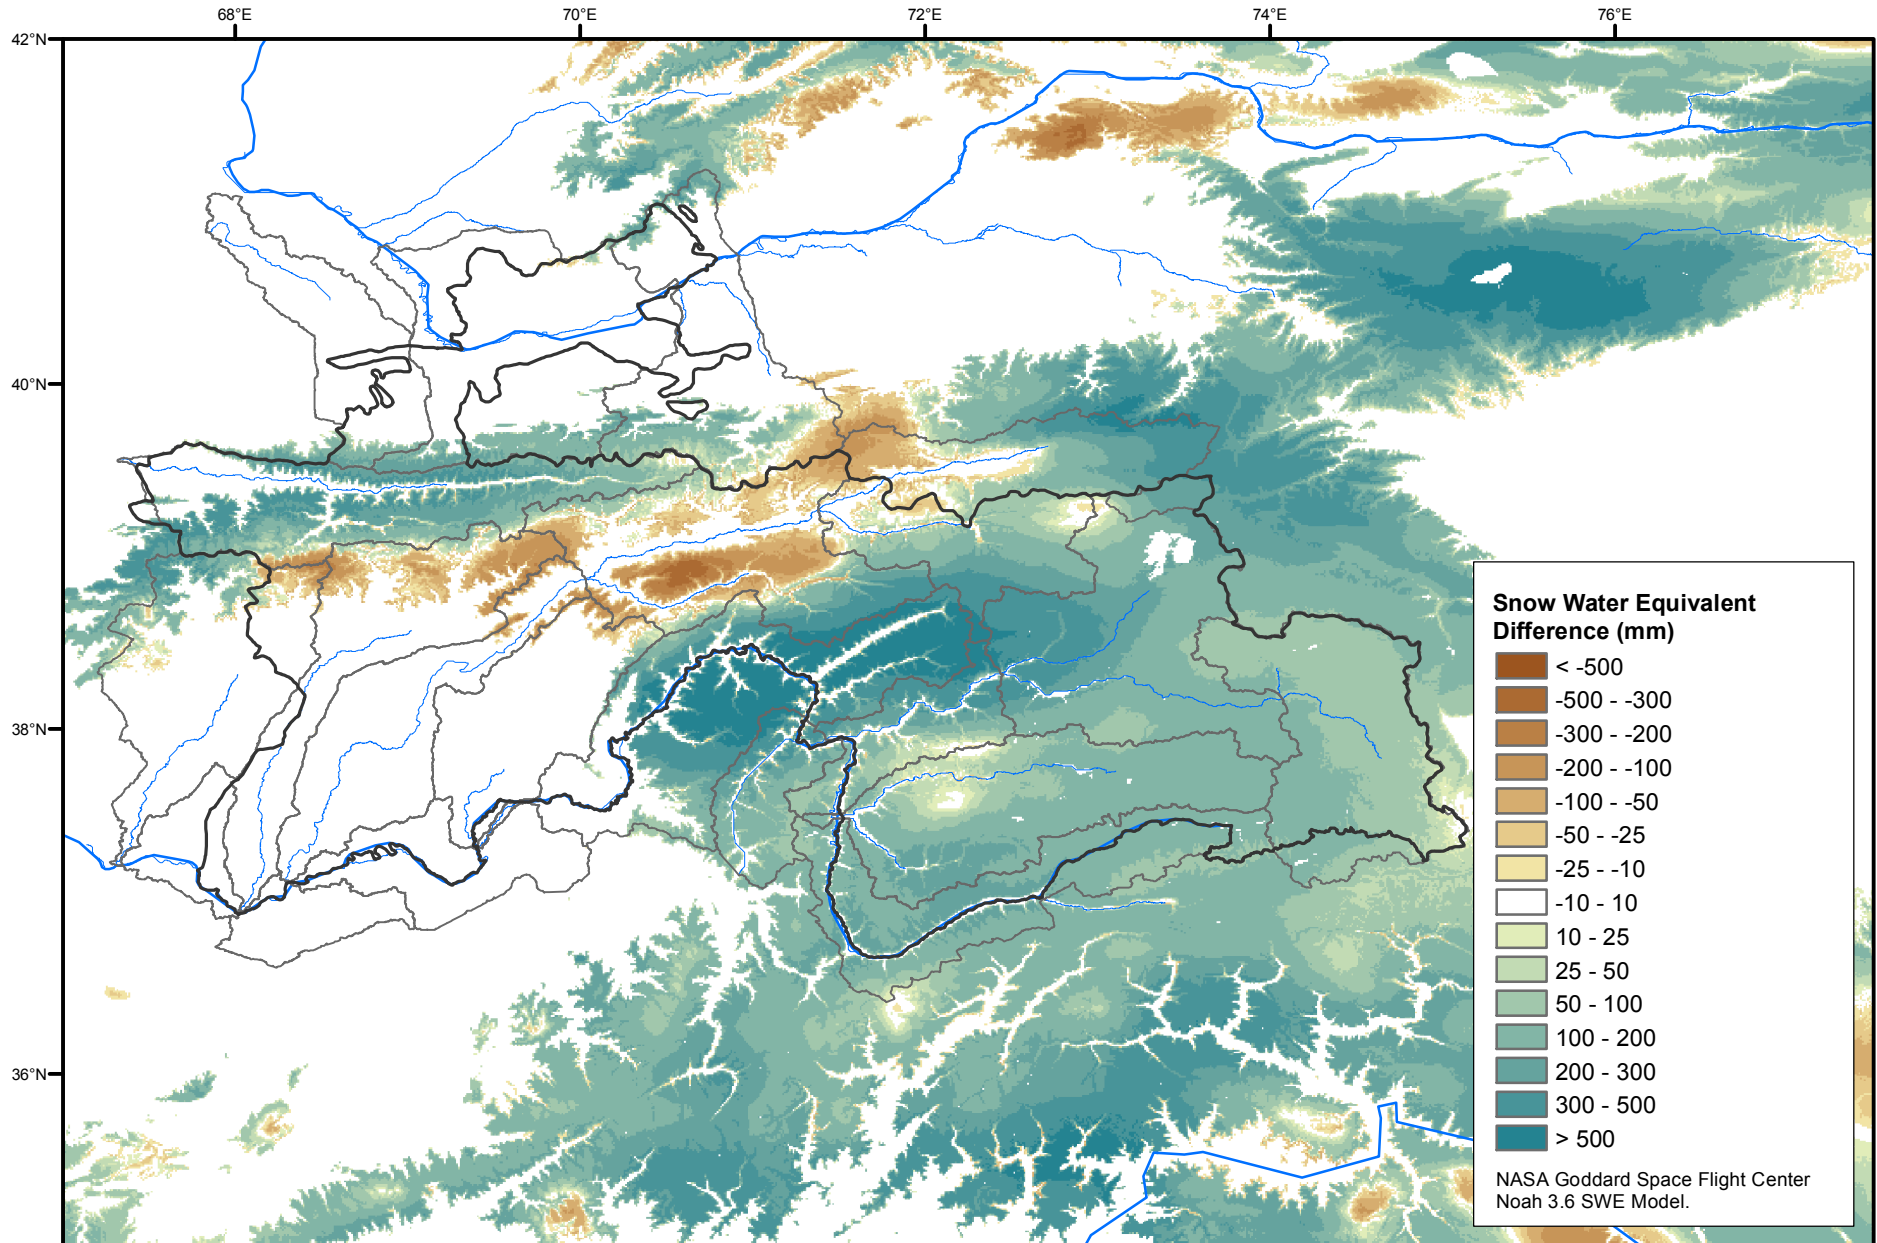 68°E 70°E 72°E 74°E 76°E
42°N
40°N
38°N
36°N
Snow Water Equivalent
Difference (mm)
< -500
-500 - -300
-300 - -200
-200 - -100
-100 - -50
-50 - -25
-25 - -10
-10 - 10
10 - 25
25 - 50
50 - 100
100 - 200
200 - 300
300 - 500
> 500
NASA Goddard Space Flight Center
Noah 3.6 SWE Model.